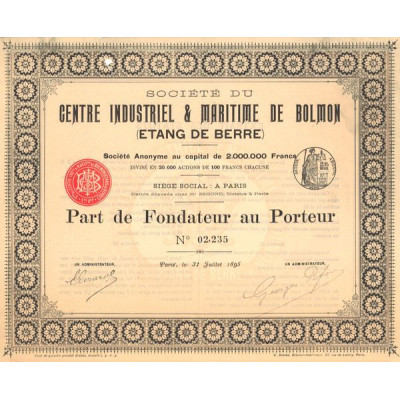 SOCIÉTÉ DU
CENTRE INDUSTRIEL & MARITIME DE BOLMON
(ETANG DE BERRE)
Société Anonyme au capital de 2.000.000 Francs
DIVISÉ EN 20.000 ACTIONS DE 100 FRANCS CHACUNE
SIÈGE SOCIAL: A PARIS
Part de Fondateur au Porteur
Nº 02.235
UN ADMINISTRATEUR,
Paris, le 31 Juillet 1895
UN ADMINISTRATEUR,